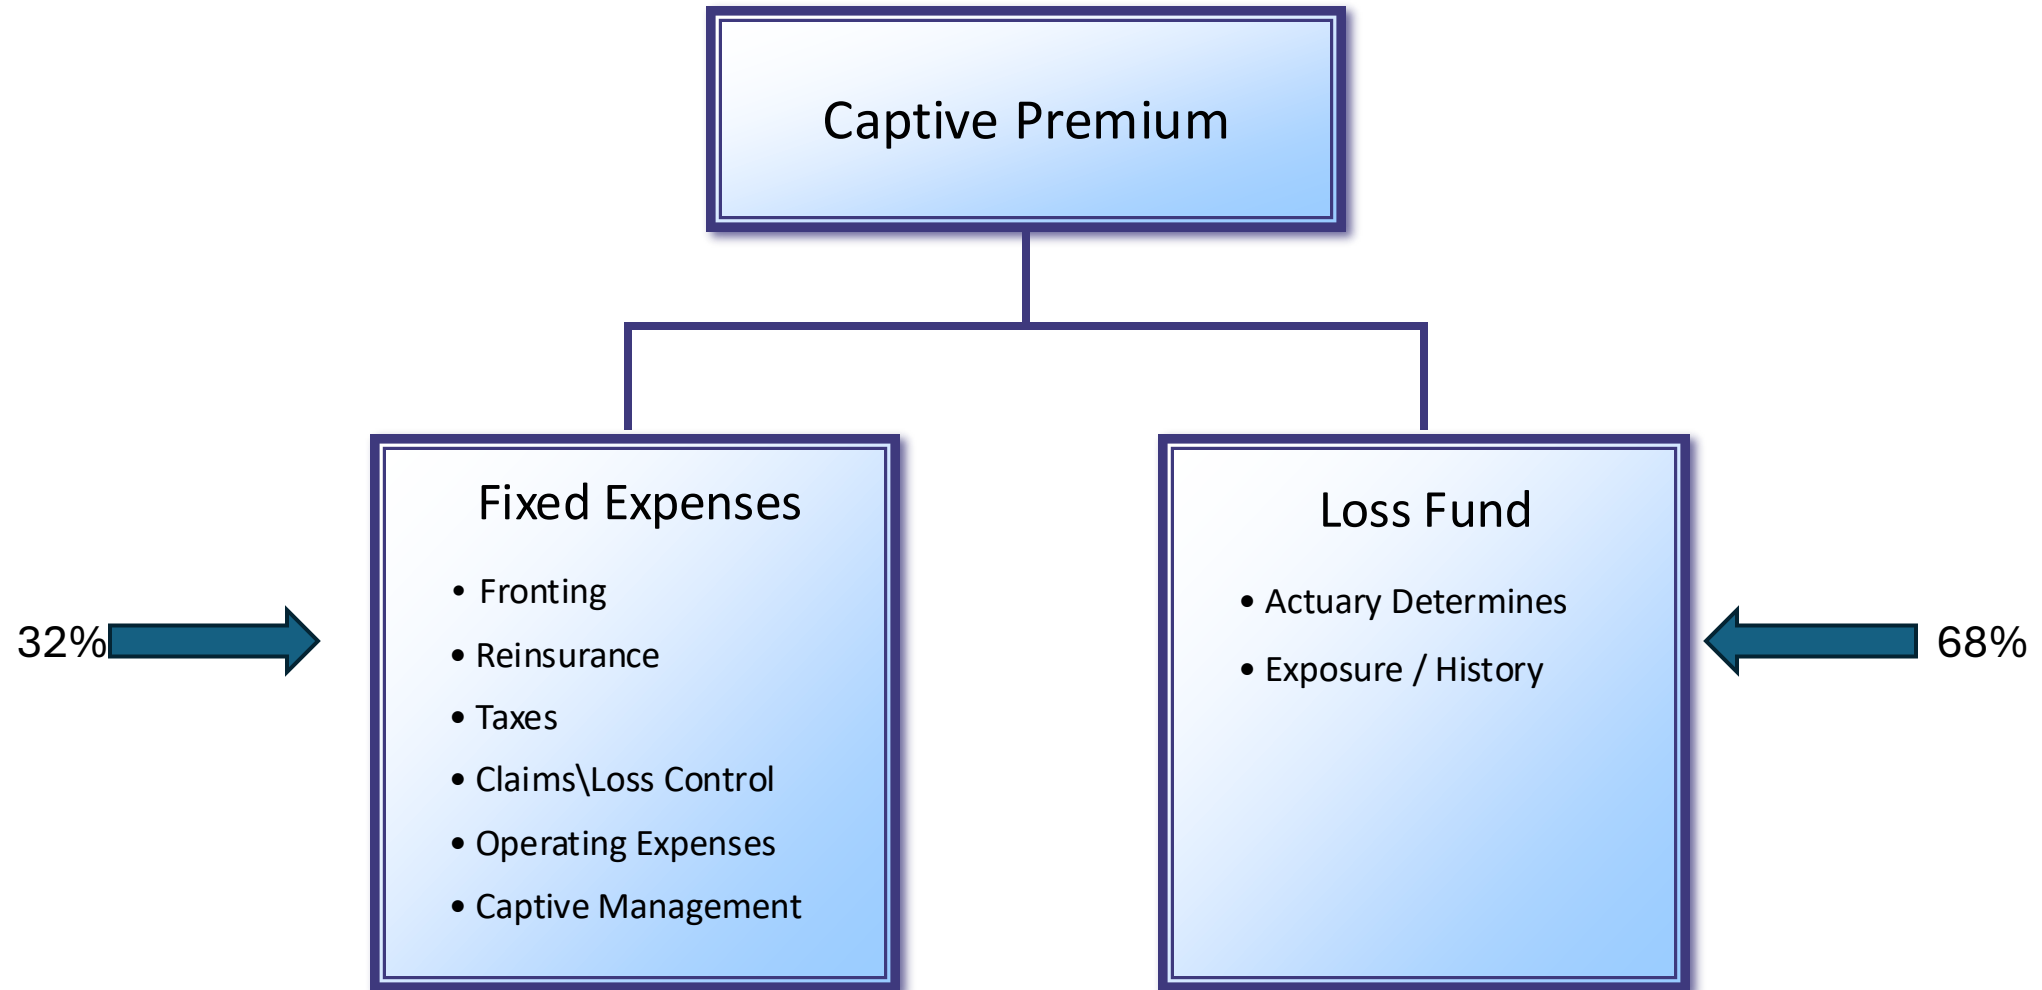 Captive Premium
Fixed Expenses
• Fronting
• Reinsurance
• Taxes
• Claims\Loss Control
• Operating Expenses
• Captive Management
32%
Loss Fund
• Actuary Determines
• Exposure / History
68%